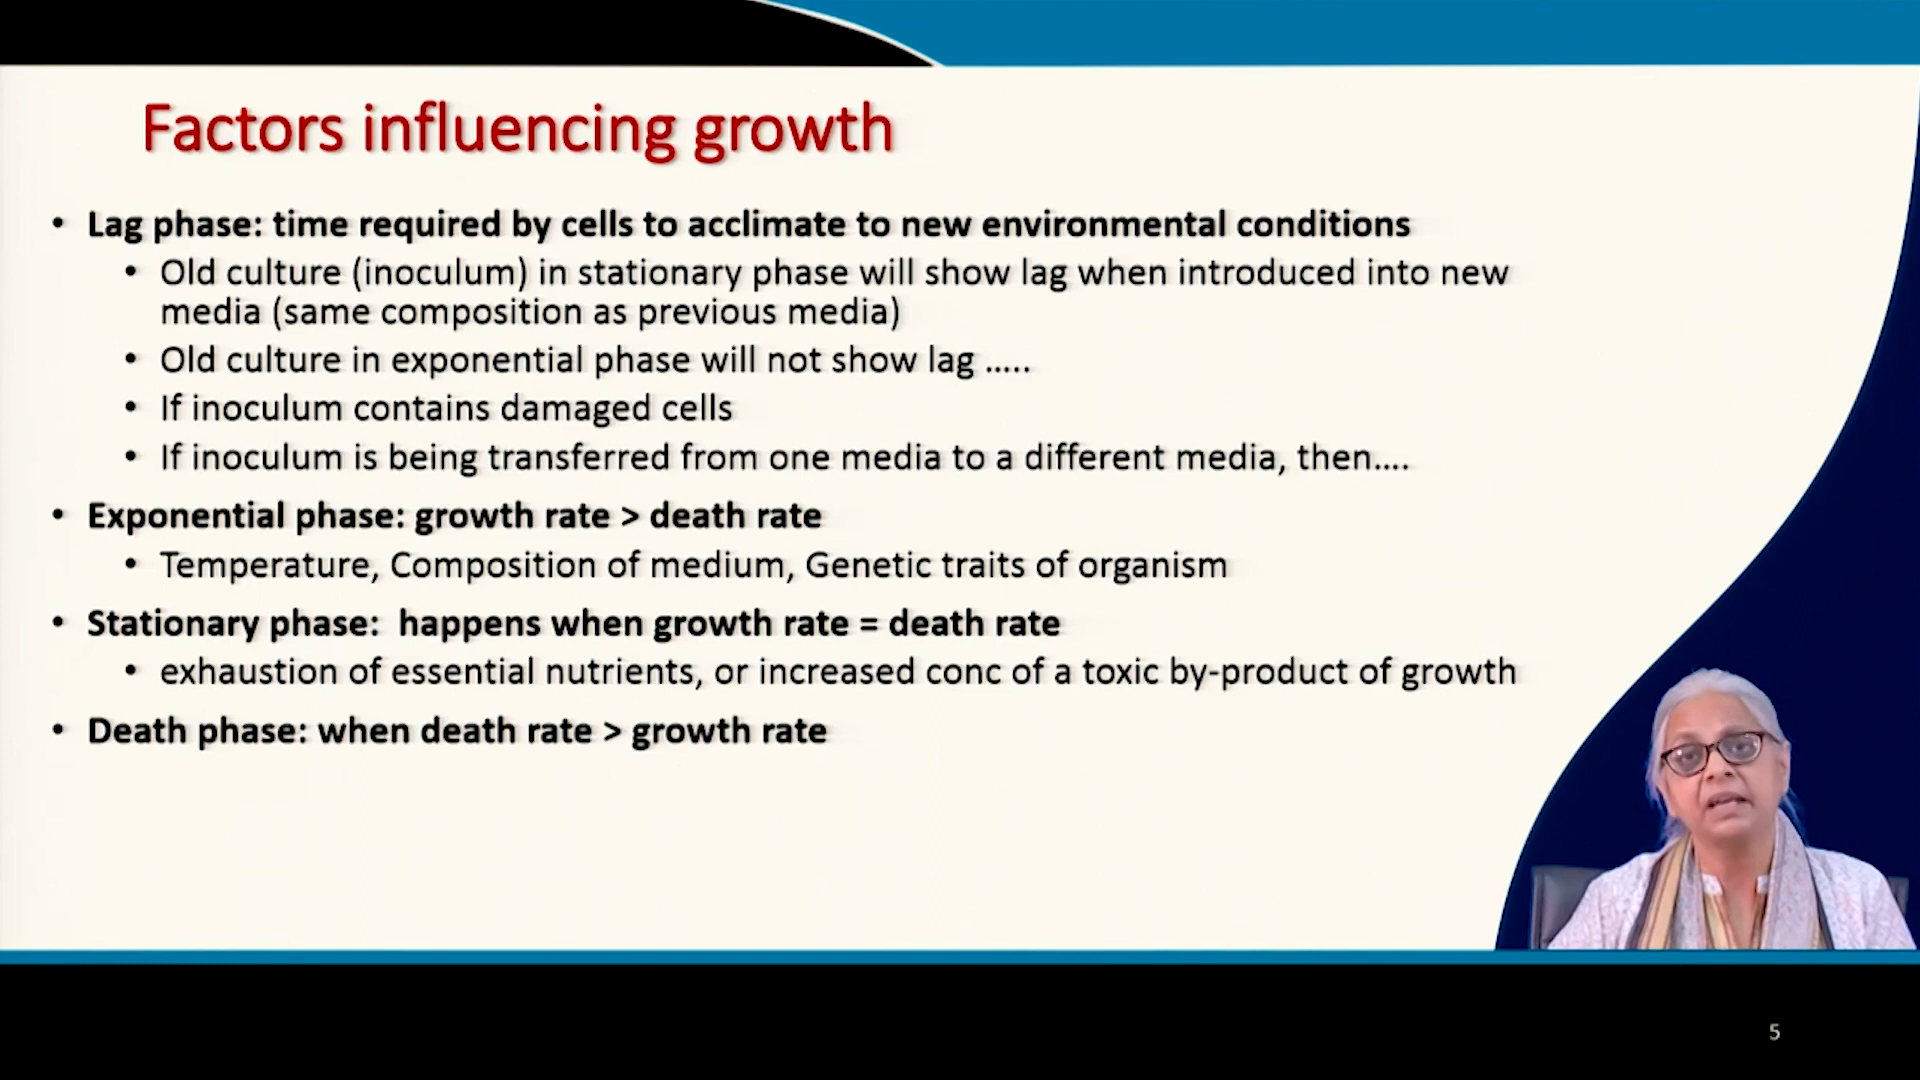 Factors influencing growth
• Lag phase: time required by cells to acclimate to new environmental conditions
• Old culture (inoculum) in stationary phase will show lag when introduced into new
media (same composition as previous media)
• Old culture in exponential phase will not show lag .....
• If inoculum contains damaged cells
• If inoculum is being transferred from one media to a different media, then....
• Exponential phase: growth rate > death rate
• Temperature, Composition of medium, Genetic traits of organism
• Stationary phase:  happens when growth rate = death rate
• exhaustion of essential nutrients, or increased conc of a toxic by-product of growth
• Death phase: when death rate > growth rate
5